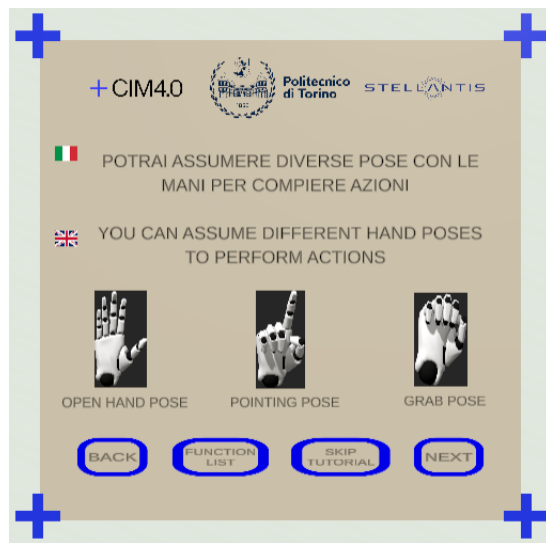 +CIM4.0
Politecnico
di Torino
STELLANTIS
POTRAI ASSUMERE DIVERSE POSE CON LE
MANI PER COMPIERE AZIONI
YOU CAN ASSUME DIFFERENT HAND POSES
TO PERFORM ACTIONS
OPEN HAND POSE
POINTING POSE
GRAB POSE
BACK
FUNCTION
LIST
SKIP
TUTORIAL
NEXT